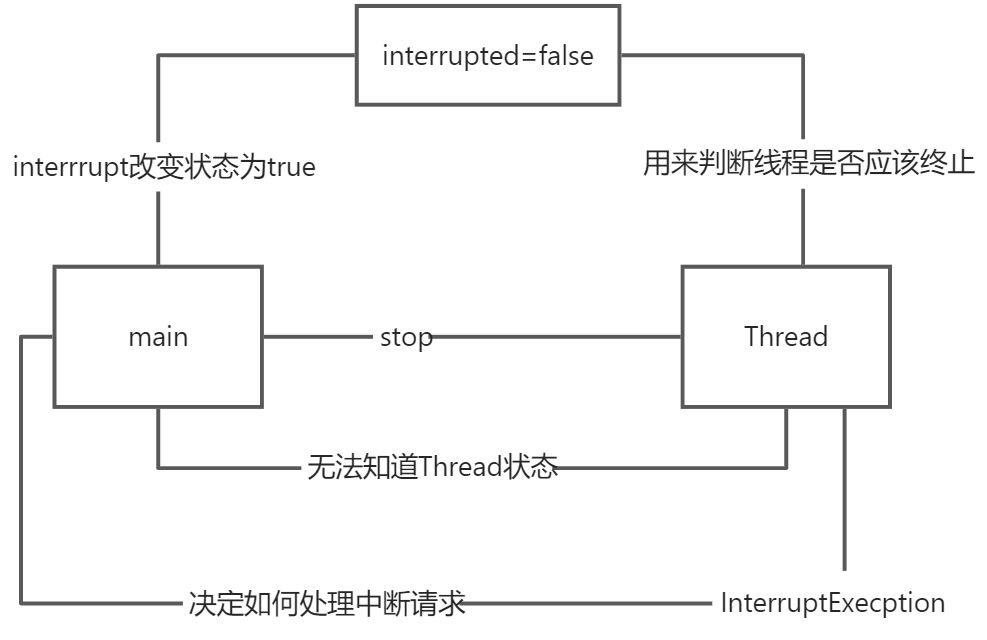 interrupted=false
interrrupt改变状态为true
用来判断线程是否应该终止
main
stop
Thread
无法知道Thread状态
决定如何处理中断请求
InterruptExecption